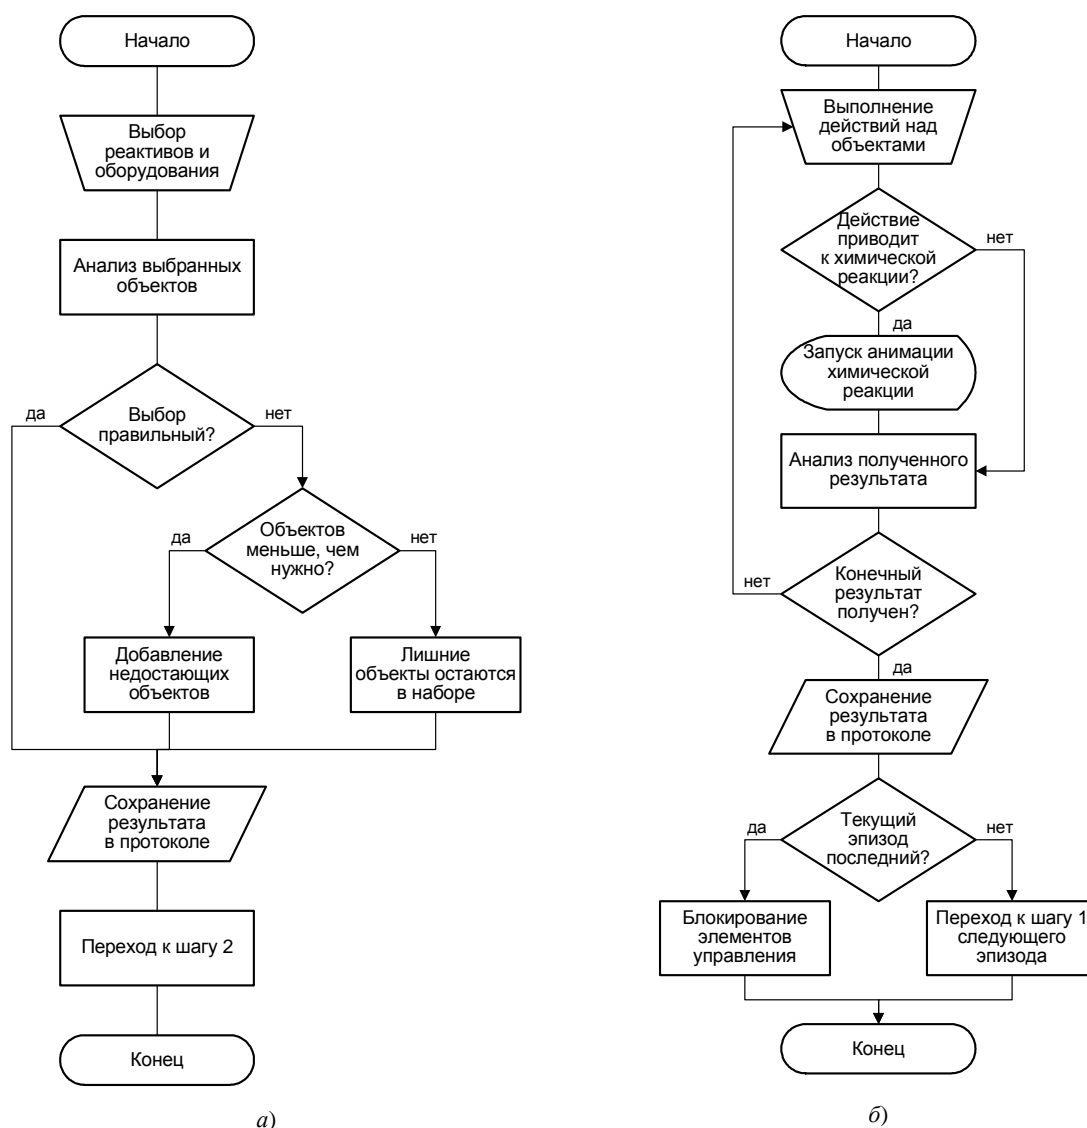 Начало
Выбор
реактивов и
оборудования
Анализ выбранных
объектов
да
Выбор
правильный?
нет
да
Объектов
меньше, чем
нужно?
нет
Добавление
недостающих
объектов
Лишние
объекты остаются
в наборе
Сохранение
результата
в протоколе
Переход к шагу 2
Конец
а)
Начало
Выполнение
действий над
объектами
Действие
приводит
к химической
реакции?
нет
да
Запуск анимации
химической
реакции
Анализ полученного
результата
нет
Конечный
результат
получен?
да
Сохранение
результата
в протоколе
да
Текущий
эпизод
последний?
нет
Блокирование
элементов
управления
Переход к шагу 1
следующего
эпизода
Конец
б)